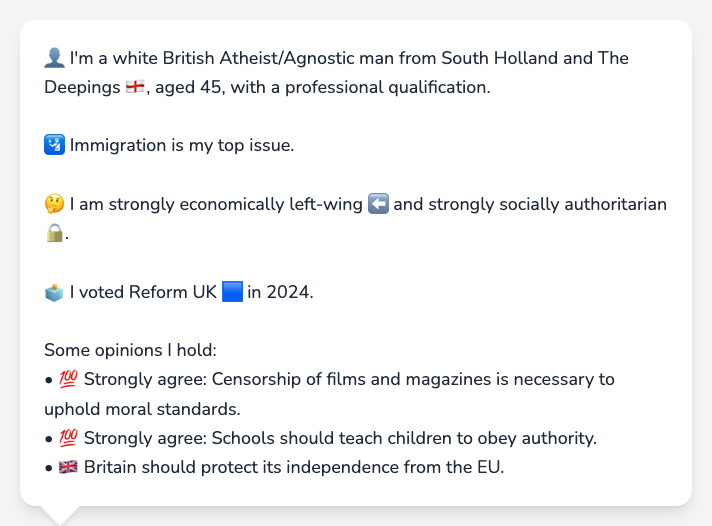 👤 I'm a white British Atheist/Agnostic man from South Holland and The
Deepings 🏴󠁧󠁢󠁥󠁮󠁧󠁿, aged 45, with a professional qualification.
🛂 Immigration is my top issue.
🤔 I am strongly economically left-wing ⬅️ and strongly socially authoritarian
🔒.
🗳️ I voted Reform UK 🟦 in 2024.
Some opinions I hold:
• 💯 Strongly agree: Censorship of films and magazines is necessary to
uphold moral standards.
• 💯 Strongly agree: Schools should teach children to obey authority.
• 🇬🇧 Britain should protect its independence from the EU.